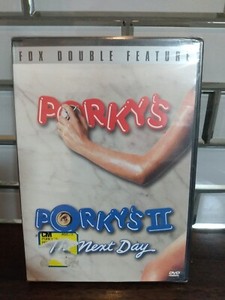 FOX DOUBLE FEATURE
PORKY'S
PORKY'S II
The Next Day
DVD